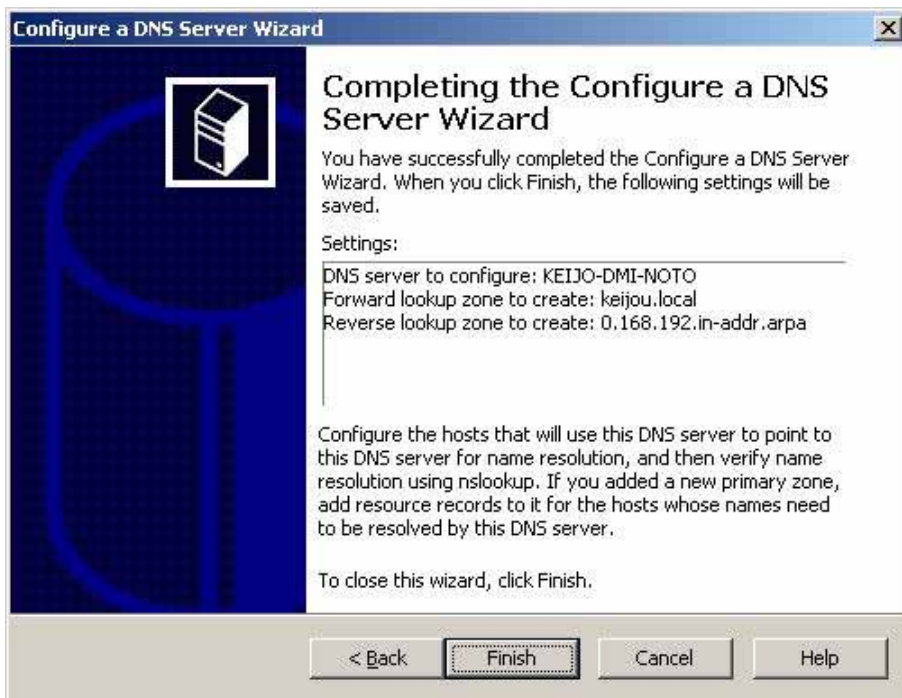 Configure a DNS Server Wizard
Completing the Configure a DNS
Server Wizard
You have successfully completed the Configure a DNS Server
Wizard. When you click Finish, the following settings will be
saved.
Settings:
DNS server to configure: KEIJO-DMI-NOTO
Forward lookup zone to create: keijou.local
Reverse lookup zone to create: 0.168.192.in-addr.arpa
Configure the hosts that will use this DNS server to point to
this DNS server for name resolution, and then verify name
resolution using nslookup. If you added a new primary zone,
add resource records to it for the hosts whose names need
to be resolved by this DNS server.
To close this wizard, click Finish.
< Back Finish Cancel Help